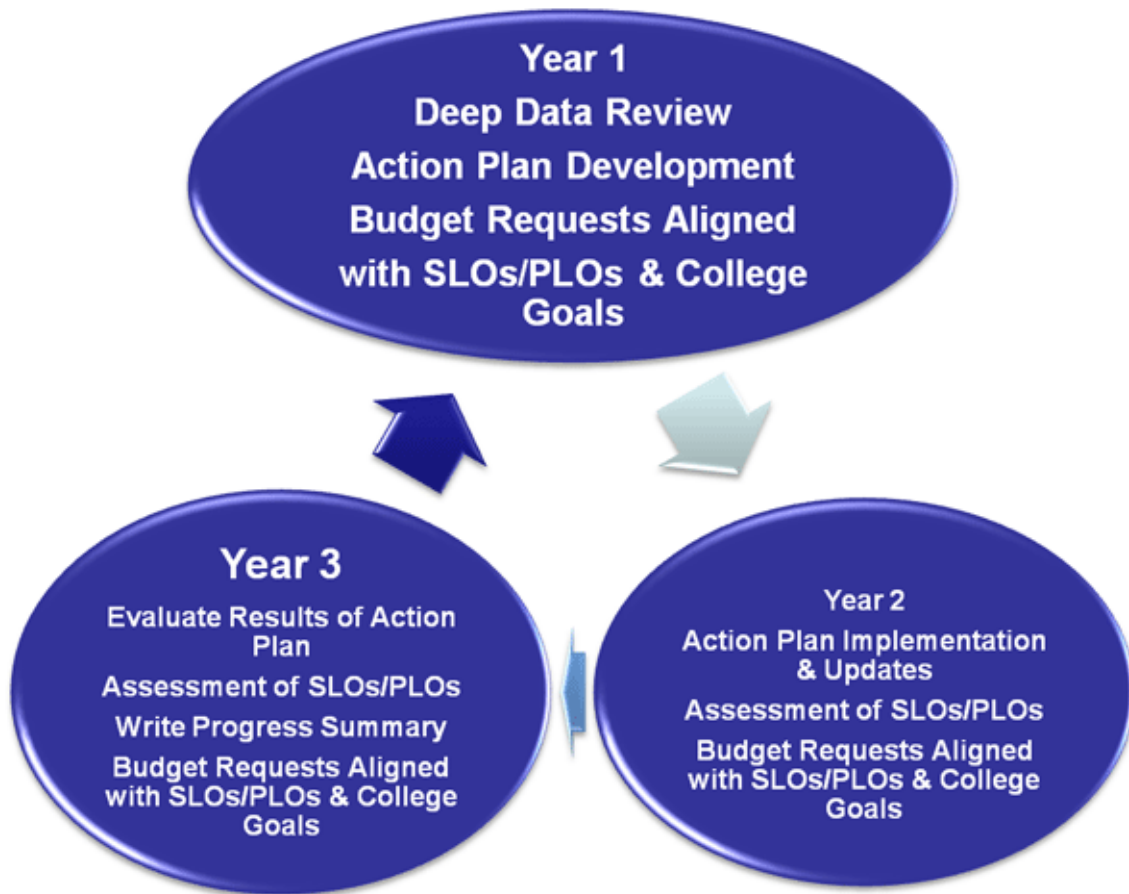 Year 1
Deep Data Review
Action Plan Development
Budget Requests Aligned
with SLOs/PLOs & College
Goals
Year 2
Action Plan Implementation
& Updates
Assessment of SLOs/PLOs
Budget Requests Aligned
with SLOs/PLOs & College
Goals
Year 3
Evaluate Results of Action
Plan
Assessment of SLOs/PLOs
Write Progress Summary
Budget Requests Aligned
with SLOs/PLOs & College
Goals